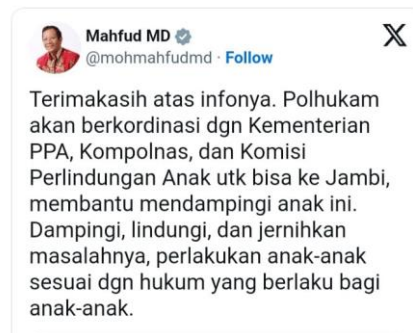 Mahfud MD
X
@mohmahfudmd · Follow
Terimakasih atas infonya. Polhukam
akan berkordinasi dgn Kementerian
PPA, Kompolnas, dan Komisi
Perlindungan Anak utk bisa ke Jambi,
membantu mendampingi anak ini.
Dampingi, lindungi, dan jernihkan
masalahnya, perlakukan anak-anak
sesuai dgn hukum yang berlaku bagi
anak-anak.